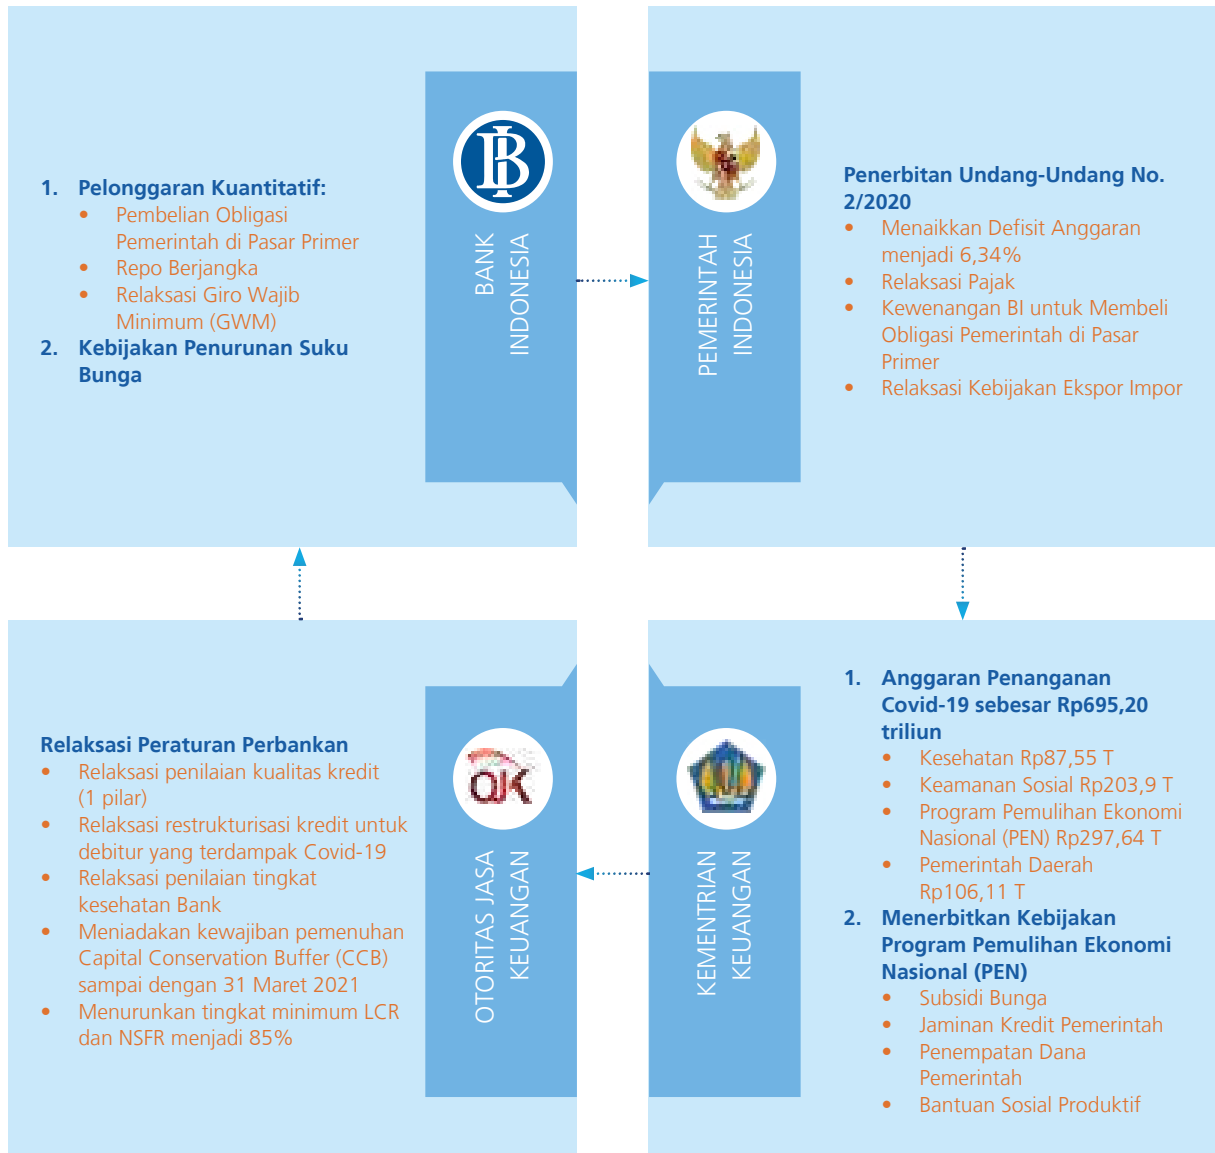 1. Pelonggaran Kuantitatif:
• Pembelian Obligasi
Pemerintah di Pasar Primer
• Repo Berjangka
• Relaksasi Giro Wajib
Minimum (GWM)
2. Kebijakan Penurunan Suku
Bunga
BANK
INDONESIA
PEMERINTAH
INDONESIA
Penerbitan Undang-Undang No.
2/2020
• Menaikkan Defisit Anggaran
menjadi 6,34%
• Relaksasi Pajak
• Kewenangan BI untuk Membeli
Obligasi Pemerintah di Pasar
Primer
• Relaksasi Kebijakan Ekspor Impor
Relaksasi Peraturan Perbankan
• Relaksasi penilaian kualitas kredit
(1 pilar)
• Relaksasi restrukturisasi kredit untuk
debitur yang terdampak Covid-19
• Relaksasi penilaian tingkat
kesehatan Bank
• Meniadakan kewajiban pemenuhan
Capital Conservation Buffer (CCB)
sampai dengan 31 Maret 2021
• Menurunkan tingkat minimum LCR
dan NSFR menjadi 85%
OJK
OTORITAS JASA
KEUANGAN
KEMENTRIAN
KEUANGAN
1. Anggaran Penanganan
Covid-19 sebesar Rp695,20
triliun
• Kesehatan Rp87,55 T
• Keamanan Sosial Rp203,9 T
• Program Pemulihan Ekonomi
Nasional (PEN) Rp297,64 T
• Pemerintah Daerah
Rp106,11 T
2. Menerbitkan Kebijakan
Program Pemulihan Ekonomi
Nasional (PEN)
• Subsidi Bunga
• Jaminan Kredit Pemerintah
• Penempatan Dana
Pemerintah
• Bantuan Sosial Produktif